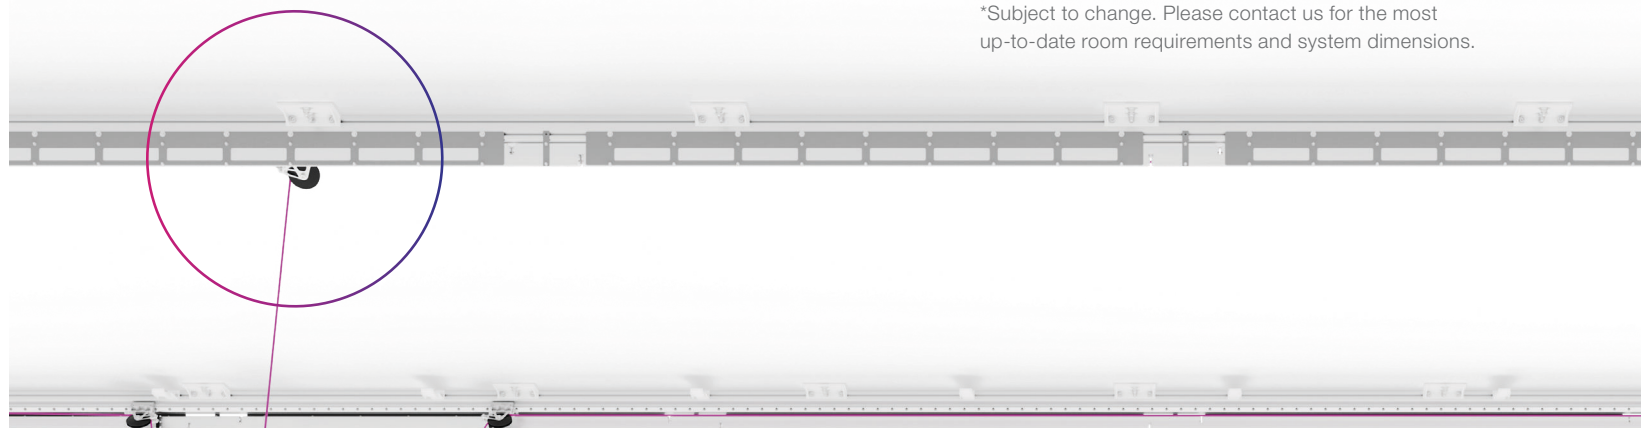 *Subject to change. Please contact us for the most
up-to-date room requirements and system dimensions.